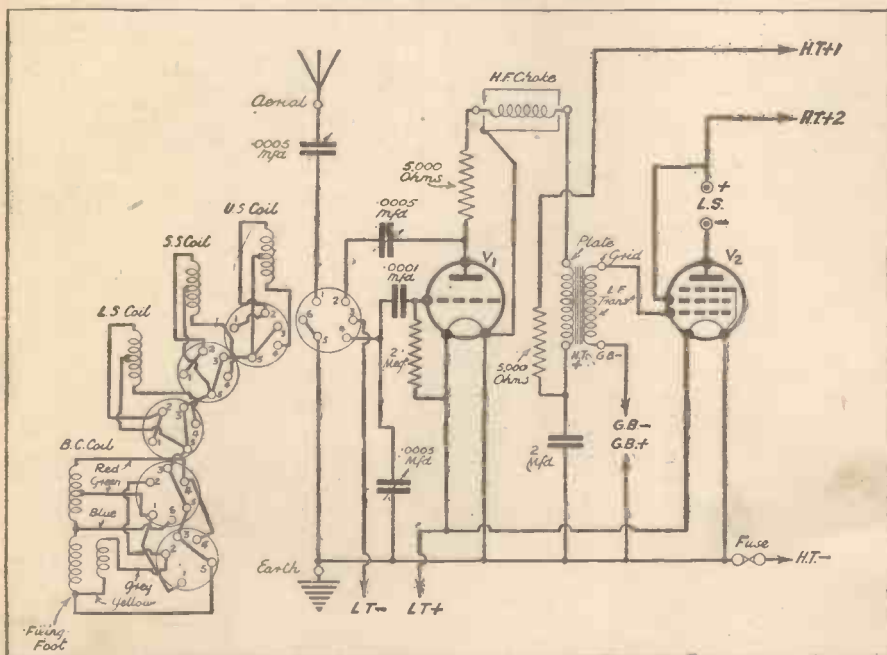 H.T.+1
H.F. Choke
Aerial
H.T.+2
.0005
mfd
5,000
Ohms
+
L.S.
-
U.S Coil
.0005
mfd
S.S Coil
.0001
mfd
V1
Plate
Grid
V2
L.F
Transf
L.S Coil
2
Meg
H.T.
+
G.B-
5,000
Ohms
G.B-
G.B.+
B.C. Coil
Red
Green
Blue
.0005
Mfd
2
Mfd
Fuse
H.T.-
Earth
Grey
Yellow
L.T-
L.T+
Fixing
Foot